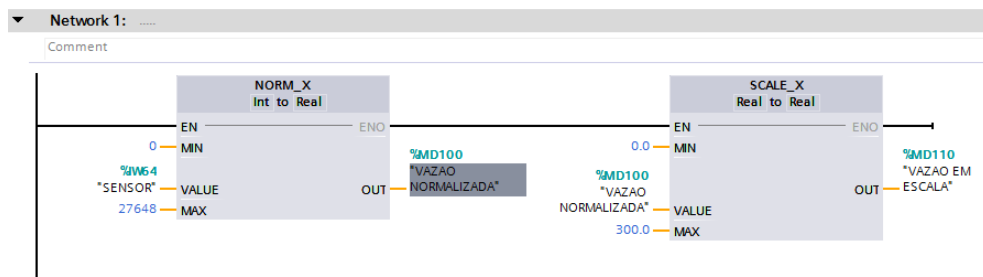 Network 1: .....
Comment
NORM_X
Int to Real
EN
ENO
0
MIN
%IW64
"SENSOR"
VALUE
27648
MAX
OUT
%MD100
"VAZAO
NORMALIZADA"
SCALE_X
Real to Real
EN
ENO
0.0
MIN
%MD100
"VAZAO
NORMALIZADA"
VALUE
300.0
MAX
OUT
%MD110
"VAZAO EM
ESCALA"